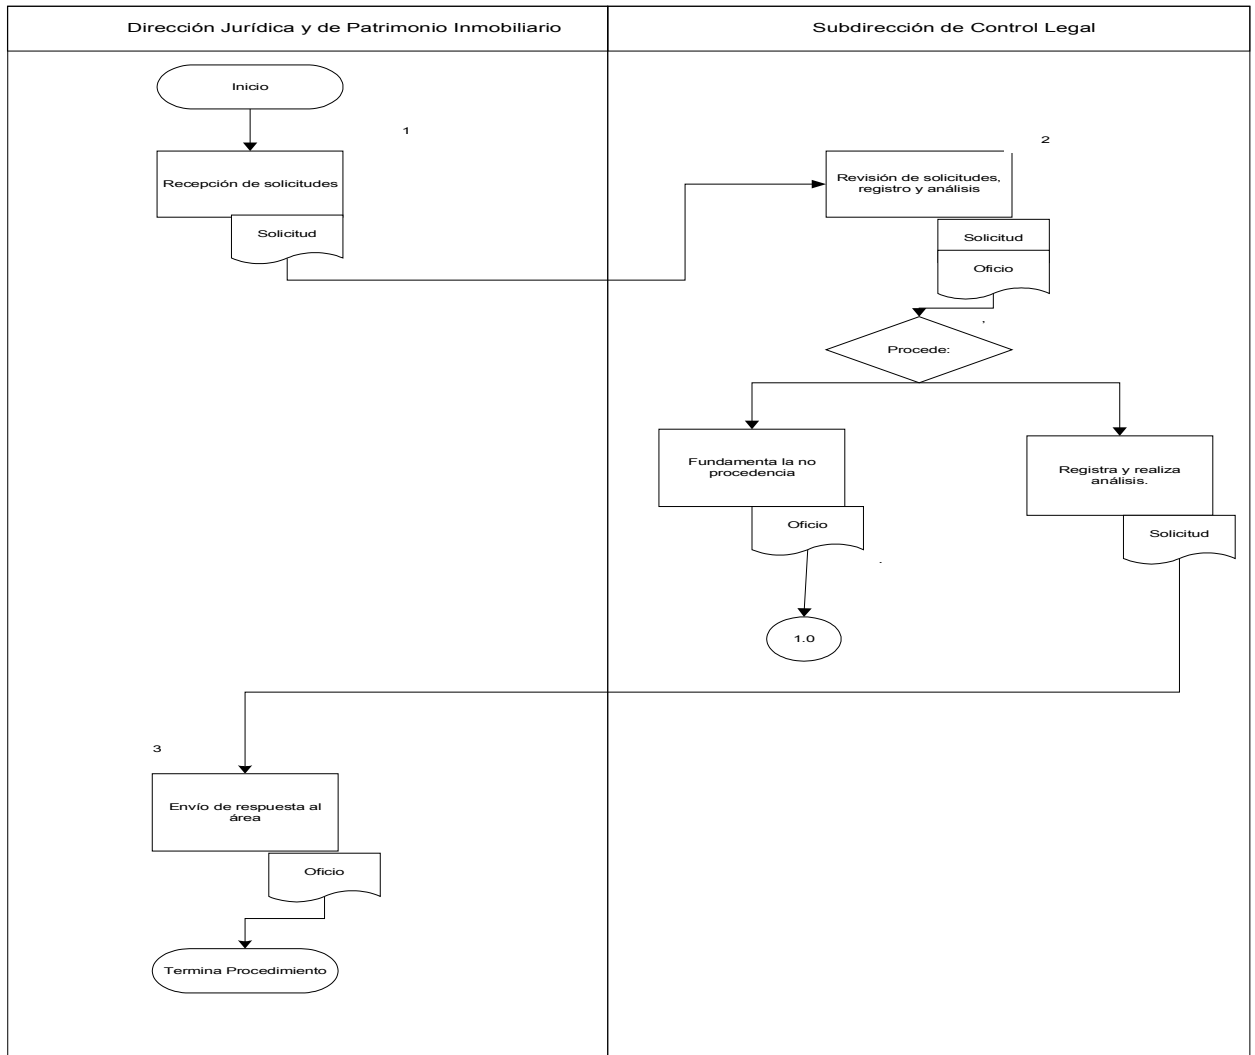 Dirección Jurídica y de Patrimonio Inmobiliario
Subdirección de Control Legal
Inicio
1
Recepción de solicitudes
Solicitud
2
Revisión de solicitudes,
registro y análisis
Solicitud
Oficio
Procede:
Fundamenta la no
procedencia
Oficio
1.0
Registra y realiza
análisis.
Solicitud
3
Envío de respuesta al
área
Oficio
Termina Procedimiento